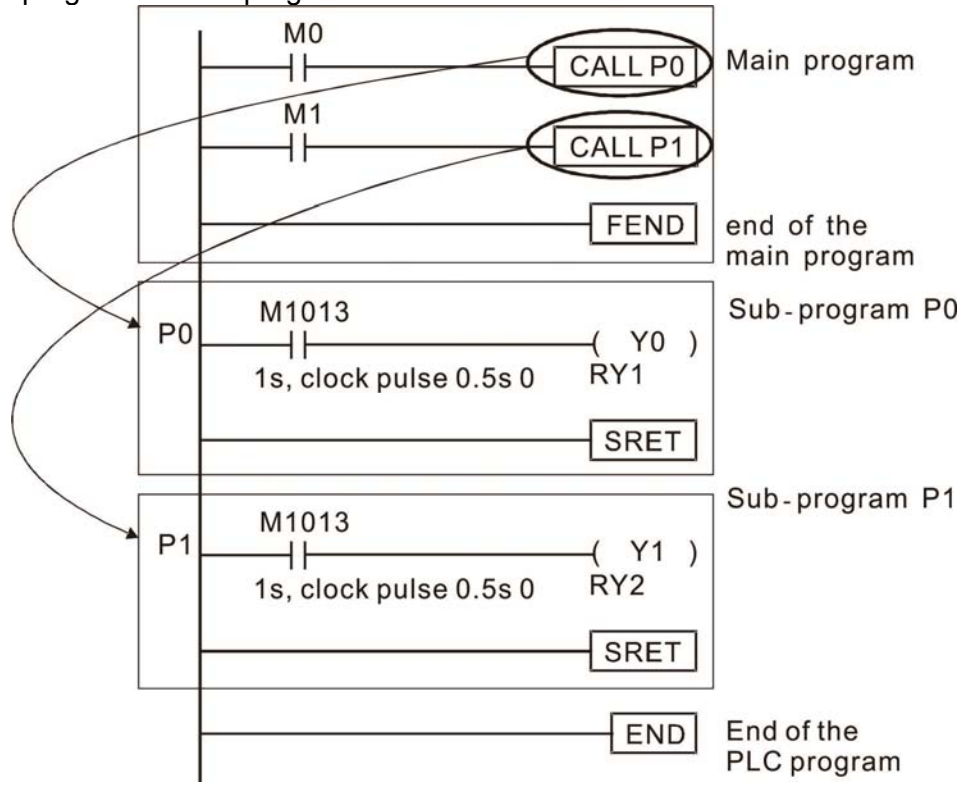 M0
CALL P0
Main program
M1
CALL P1
FEND
end of the
main program
Sub-program P0
M1013
P0
( Y0 )
1s, clock pulse 0.5s 0
RY1
SRET
Sub-program P1
M1013
P1
( Y1 )
1s, clock pulse 0.5s 0
RY2
SRET
END
End of the
PLC program